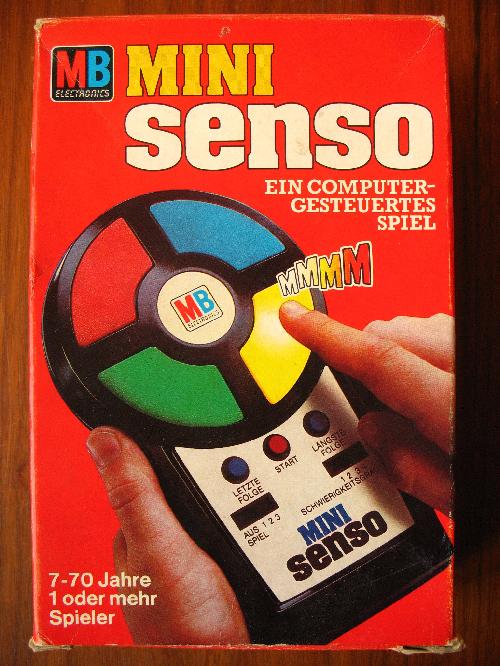 MB
ELECTRONICS
MINI
senso
EIN COMPUTER-
GESTEUERTES
SPIEL
MMMM
MB
ELECTRONICS
LETZTE
FOLGE
START
LÄNGSTE
FOLGE
AUS 1 2 3
SPIEL
1 2 3
SCHWIERIGKEITSGRAD
MINI
senso
7-70 Jahre
1 oder mehr
Spieler